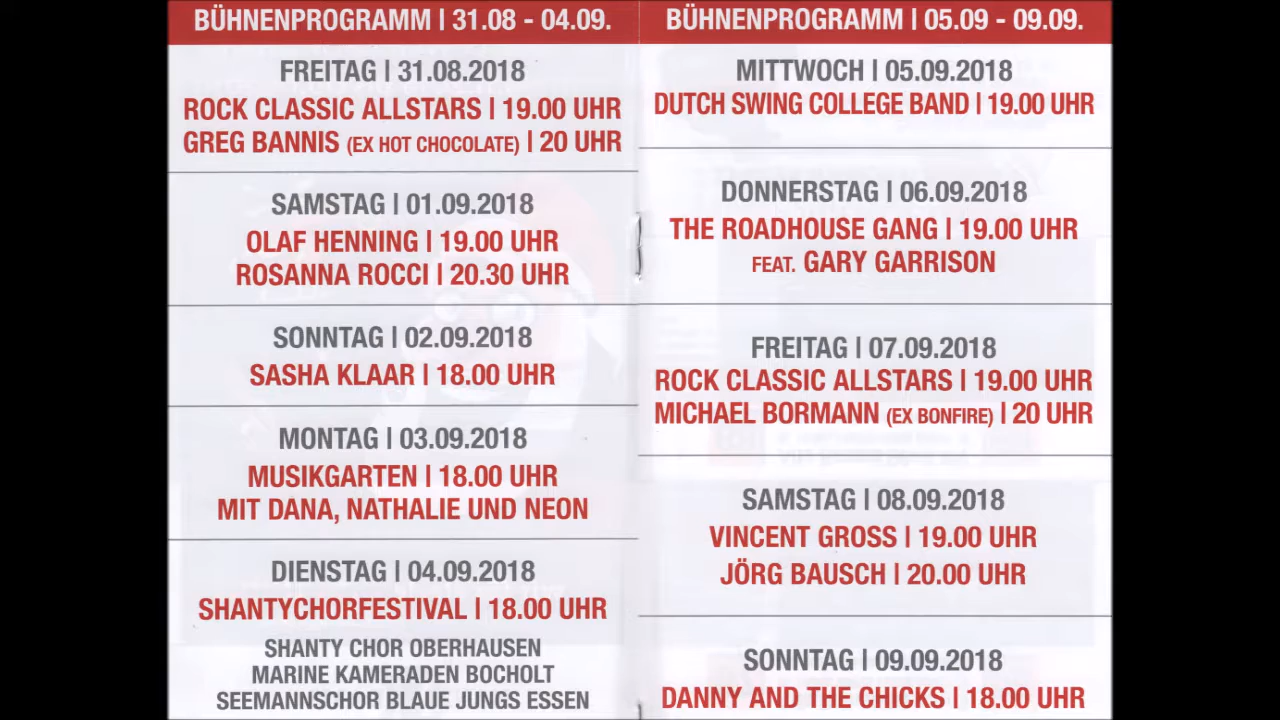 BÜHNENPROGRAMM | 31.08 - 04.09.
FREITAG | 31.08.2018
ROCK CLASSIC ALLSTARS | 19.00 UHR
GREG BANNIS (EX HOT CHOCOLATE) | 20 UHR
SAMSTAG | 01.09.2018
OLAF HENNING | 19.00 UHR
ROSANNA ROCCI | 20.30 UHR
SONNTAG | 02.09.2018
SASHA KLAAR | 18.00 UHR
MONTAG | 03.09.2018
MUSIKGARTEN | 18.00 UHR
MIT DANA, NATHALIE UND NEON
DIENSTAG | 04.09.2018
SHANTYCHORFESTIVAL | 18.00 UHR
SHANTY CHOR OBERHAUSEN
MARINE KAMERADEN BOCHOLT
SEEMANNSCHOR BLAUE JUNGS ESSEN
BÜHNENPROGRAMM | 05.09 - 09.09.
MITTWOCH | 05.09.2018
DUTCH SWING COLLEGE BAND | 19.00 UHR
DONNERSTAG | 06.09.2018
THE ROADHOUSE GANG | 19.00 UHR
FEAT. GARY GARRISON
FREITAG | 07.09.2018
ROCK CLASSIC ALLSTARS | 19.00 UHR
MICHAEL BORMANN (EX BONFIRE) | 20 UHR
SAMSTAG | 08.09.2018
VINCENT GROSS | 19.00 UHR
JÖRG BAUSCH | 20.00 UHR
SONNTAG | 09.09.2018
DANNY AND THE CHICKS | 18.00 UHR